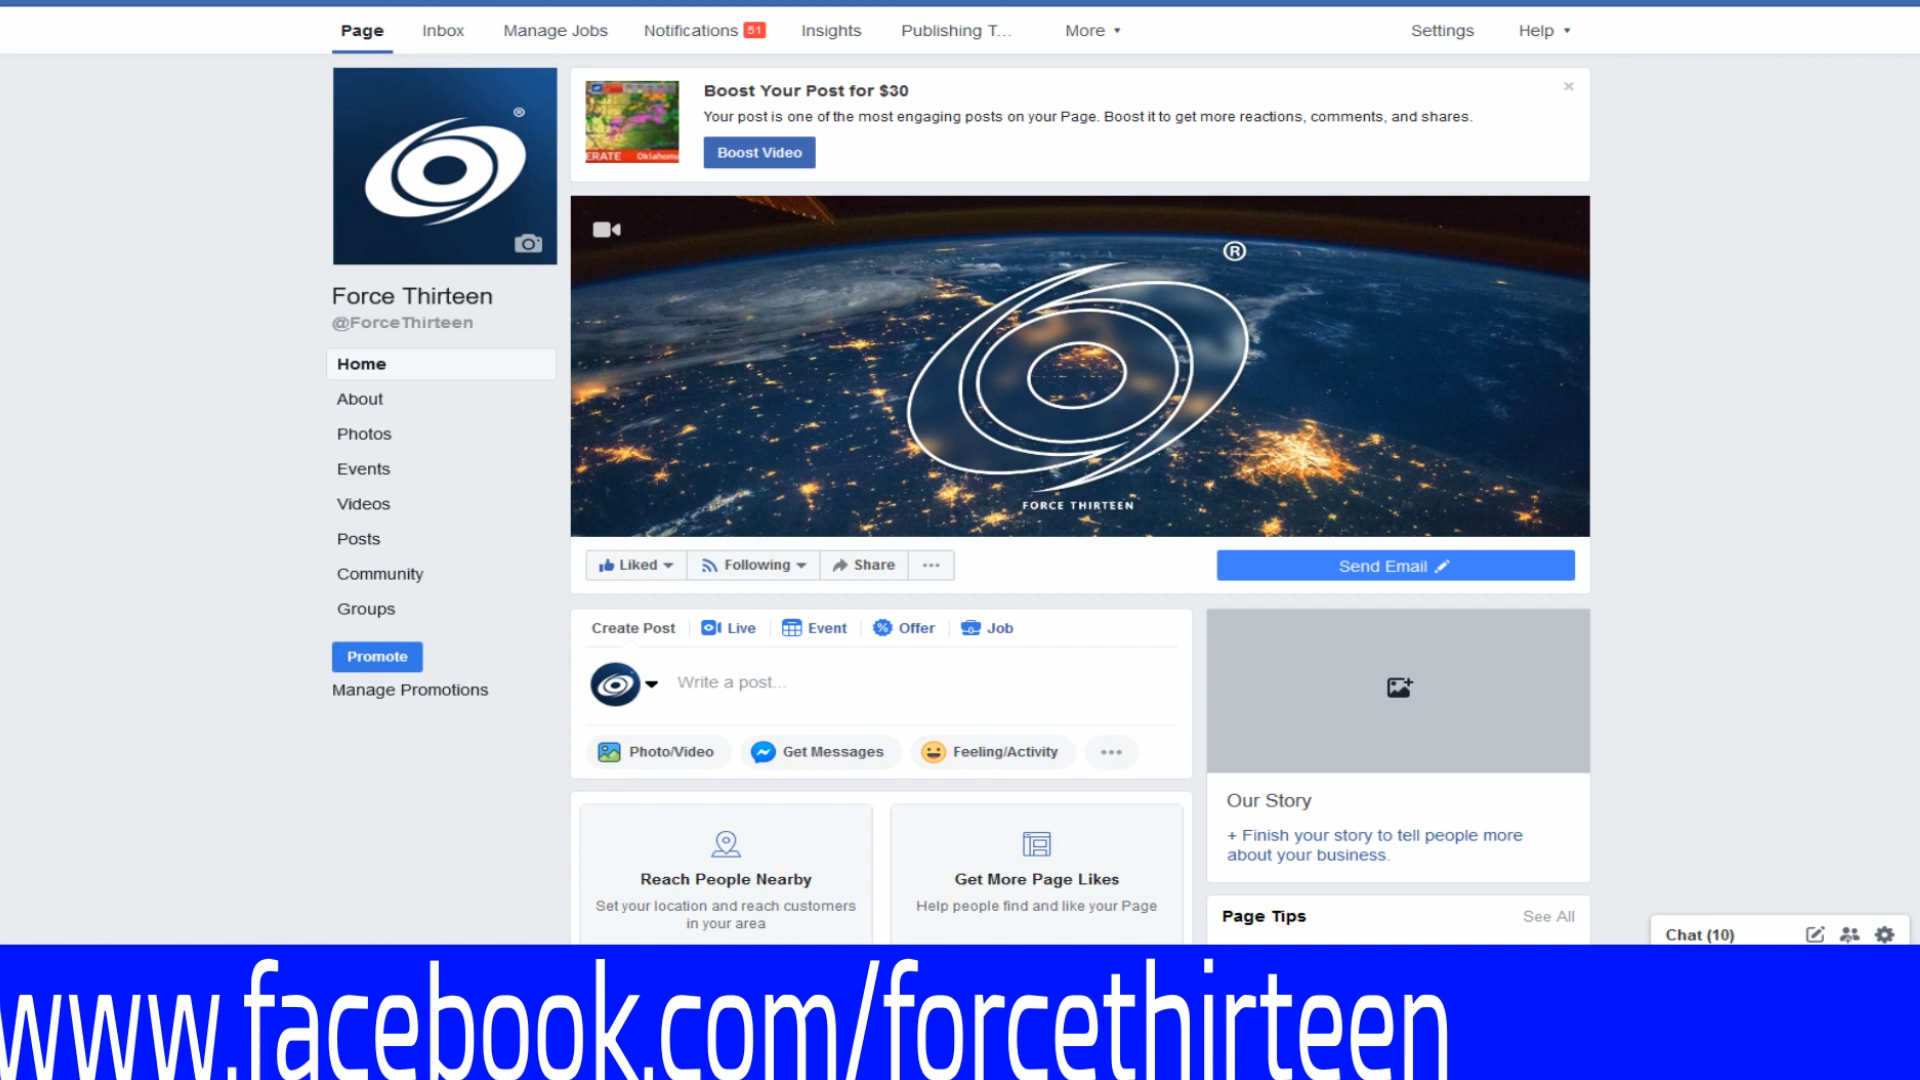 Page Inbox Manage Jobs Notifications 51 Insights Publishing T... More Settings Help
Boost Your Post for $30
Your post is one of the most engaging posts on your Page. Boost it to get more reactions, comments, and shares.
ERATE Oklahoma
Boost Video
®
®
FORCE THIRTEEN
Force Thirteen
@ForceThirteen
Home
About
Photos
Events
Videos
Posts
Community
Groups
Promote
Manage Promotions
Liked Following Share ... Send Email
Create Post Live Event Offer Job
Write a post...
Photo/Video Get Messages Feeling/Activity ...
Reach People Nearby
Set your location and reach customers
in your area
Get More Page Likes
Help people find and like your Page
Our Story
+ Finish your story to tell people more
about your business.
Page Tips See All
Chat (10)
www.facebook.com/forcethirteen